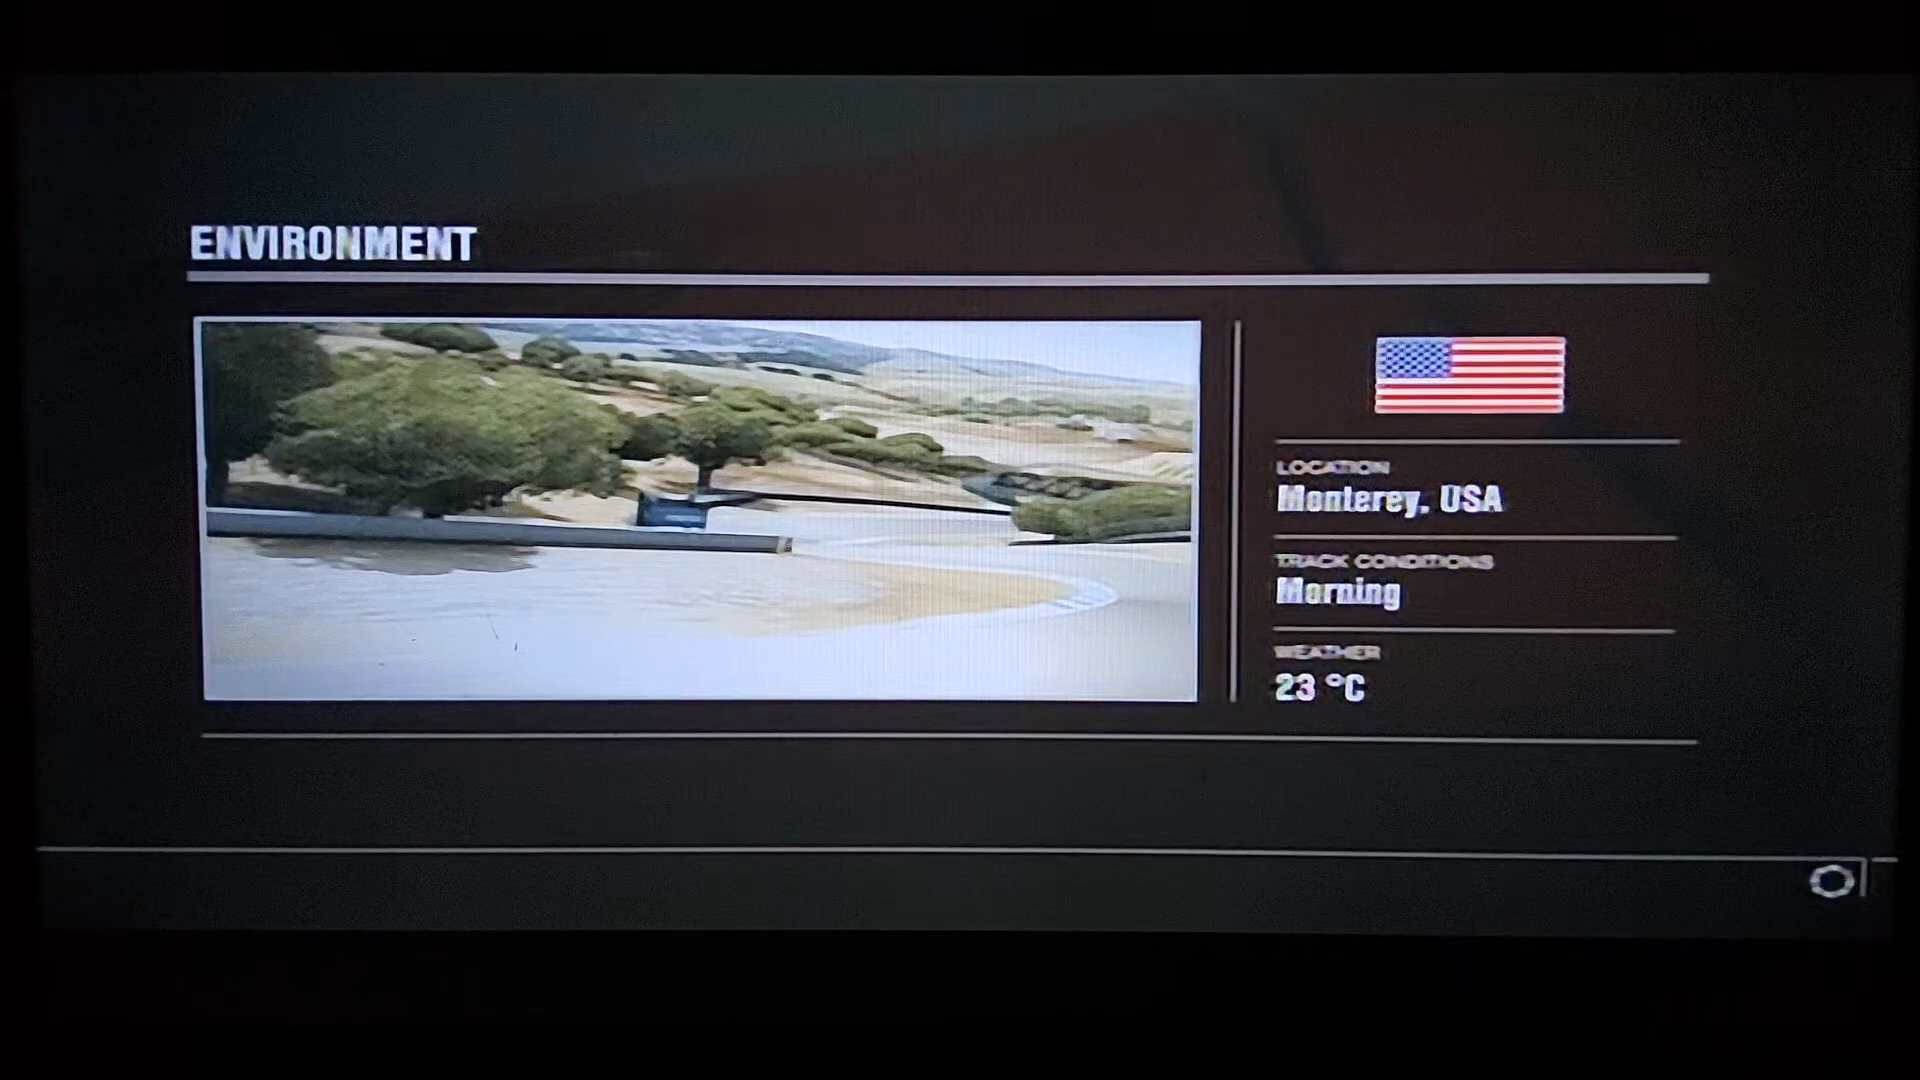 ENVIRONMENT
LOCATION
Monterey, USA
TRACK CONDITIONS
Morning
WEATHER
23 °C